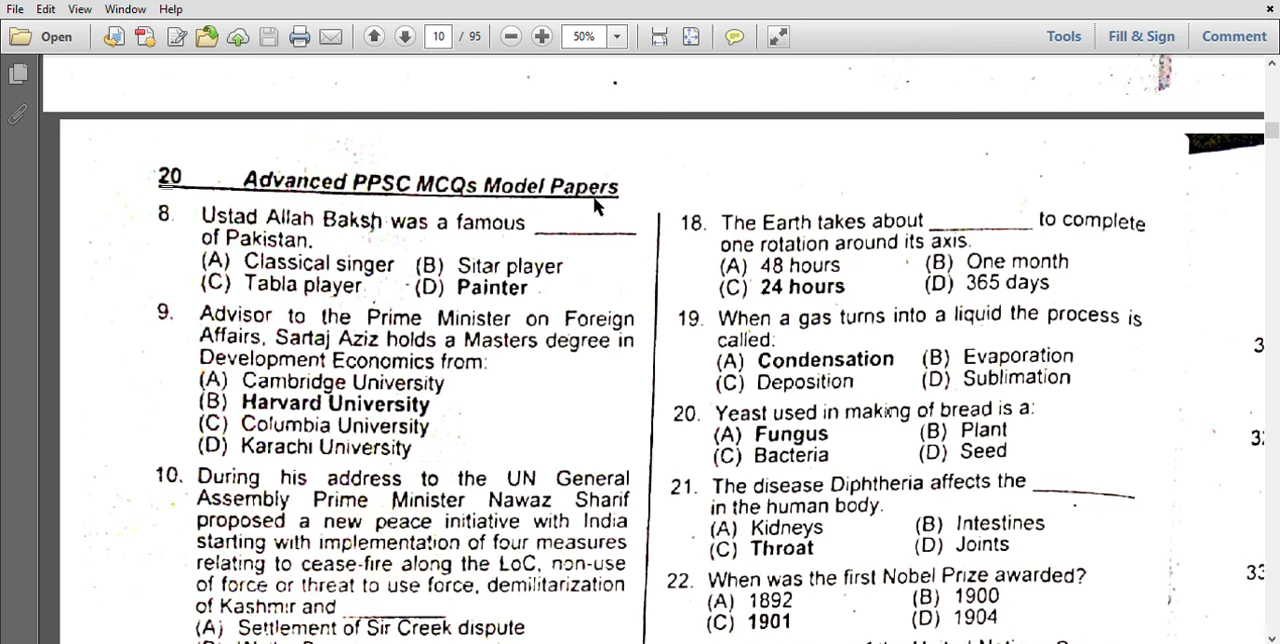 File Edit View Window Help
Open 10 / 95 50% Tools Fill & Sign Comment
20 Advanced PPSC MCQs Model Papers
8. Ustad Allah Baksh was a famous ________
of Pakistan.
(A) Classical singer (B) Sitar player
(C) Tabla player (D) Painter
9. Advisor to the Prime Minister on Foreign
Affairs, Sartaj Aziz holds a Masters degree in
Development Economics from:
(A) Cambridge University
(B) Harvard University
(C) Columbia University
(D) Karachi University
10. During his address to the UN General
Assembly Prime Minister Nawaz Sharif
proposed a new peace initiative with India
starting with implementation of four measures
relating to cease-fire along the LoC, non-use
of force or threat to use force, demilitarization
of Kashmir and ________
(A) Settlement of Sir Creek dispute
18. The Earth takes about ________ to complete
one rotation around its axis.
(A) 48 hours (B) One month
(C) 24 hours (D) 365 days
19. When a gas turns into a liquid the process is
called:
(A) Condensation (B) Evaporation
(C) Deposition (D) Sublimation
20. Yeast used in making of bread is a:
(A) Fungus (B) Plant
(C) Bacteria (D) Seed
21. The disease Diphtheria affects the ________
in the human body.
(A) Kidneys (B) Intestines
(C) Throat (D) Joints
22. When was the first Nobel Prize awarded?
(A) 1892 (B) 1900
(C) 1901 (D) 1904
33